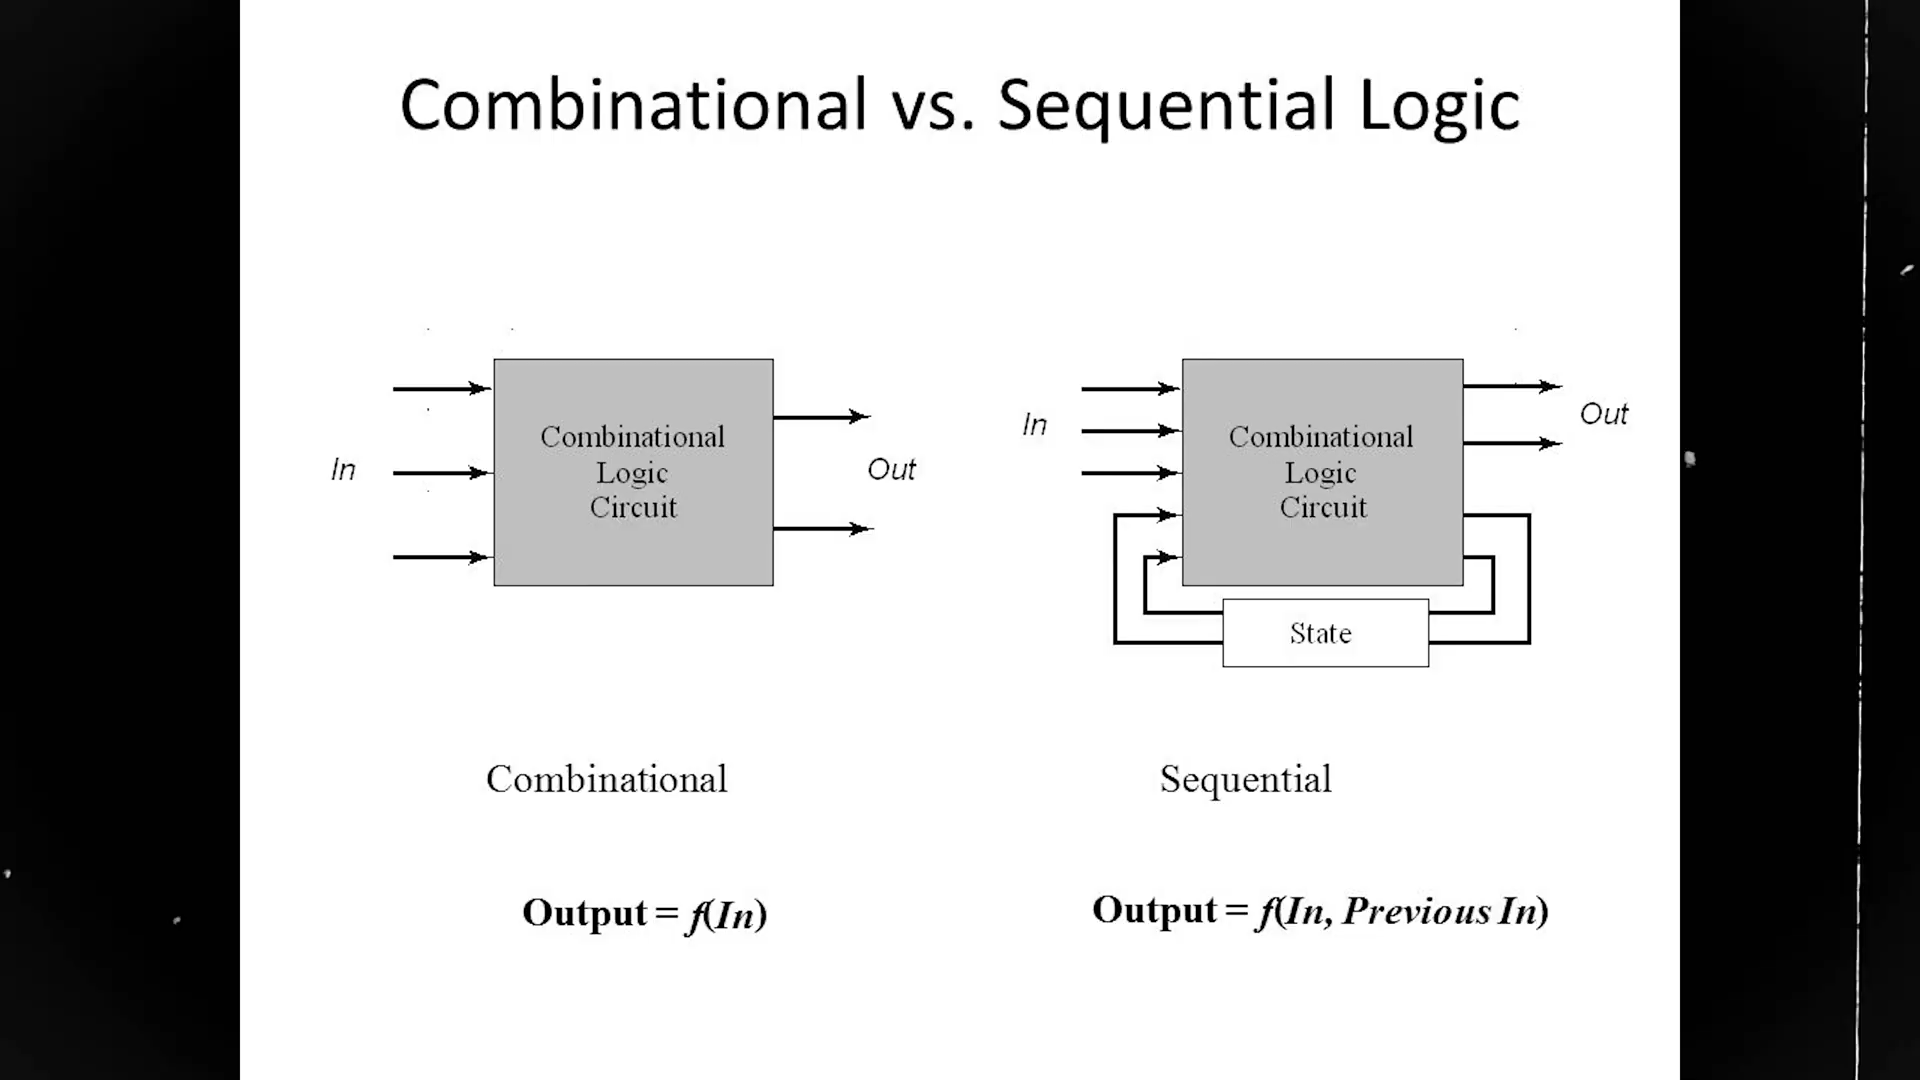 Combinational vs. Sequential Logic
In
Combinational
Logic
Circuit
Out
In
Combinational
Logic
Circuit
Out
State
Combinational
Sequential
Output = f(In)
Output = f(In, Previous In)